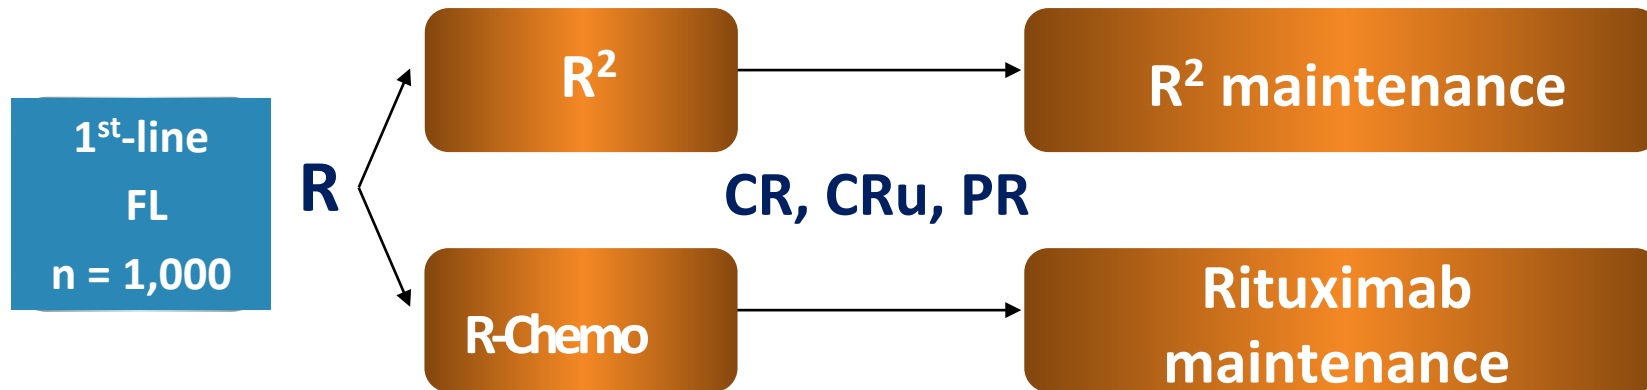 1st-line
FL
n = 1,000
R
R²
R² maintenance
CR, CRu, PR
R-Chemo
Rituximab
maintenance